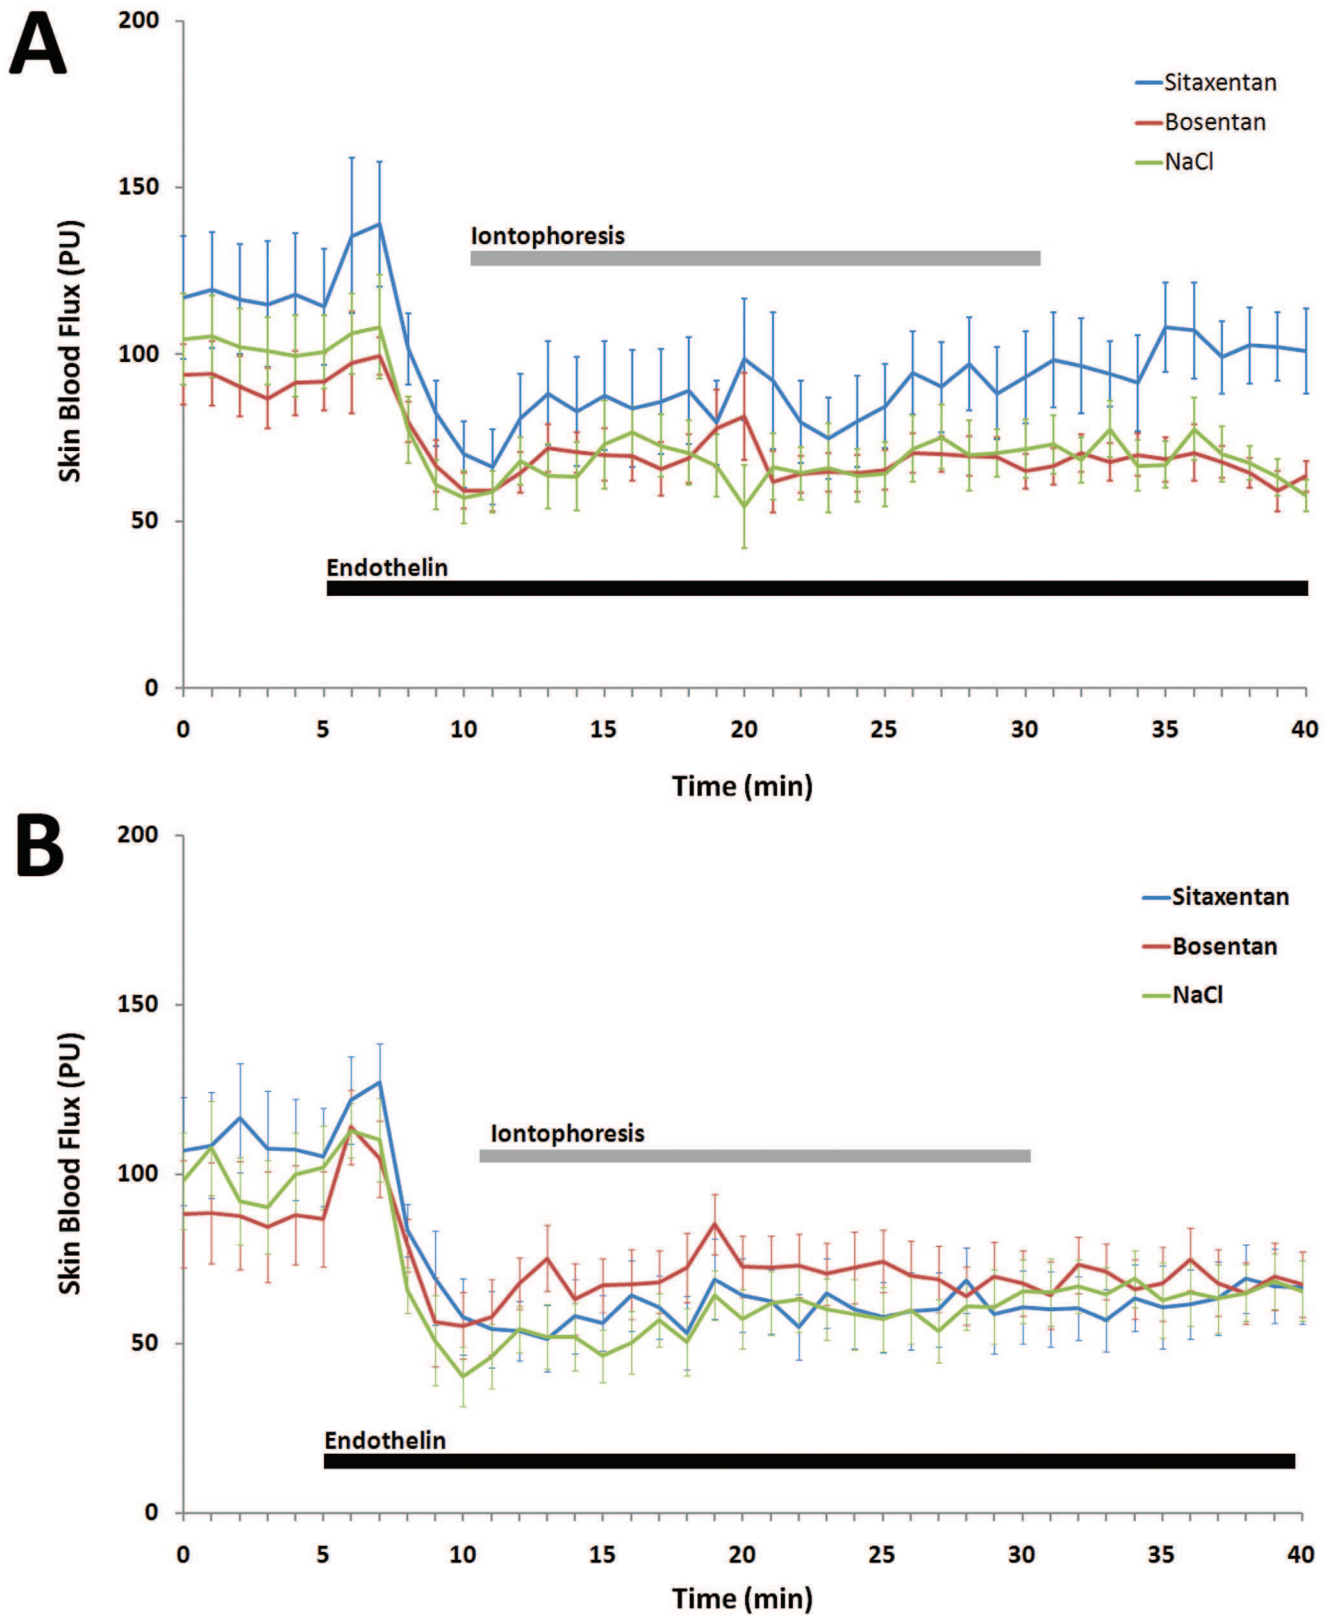 A
200
150
100
50
0
Skin Blood Flux (PU)
Sitaxentan
Bosentan
NaCl
Iontophoresis
Endothelin
0 5 10 15 20 25 30 35 40
Time (min)
B
200
150
100
50
0
Skin Blood Flux (PU)
Sitaxentan
Bosentan
NaCl
Iontophoresis
Endothelin
0 5 10 15 20 25 30 35 40
Time (min)